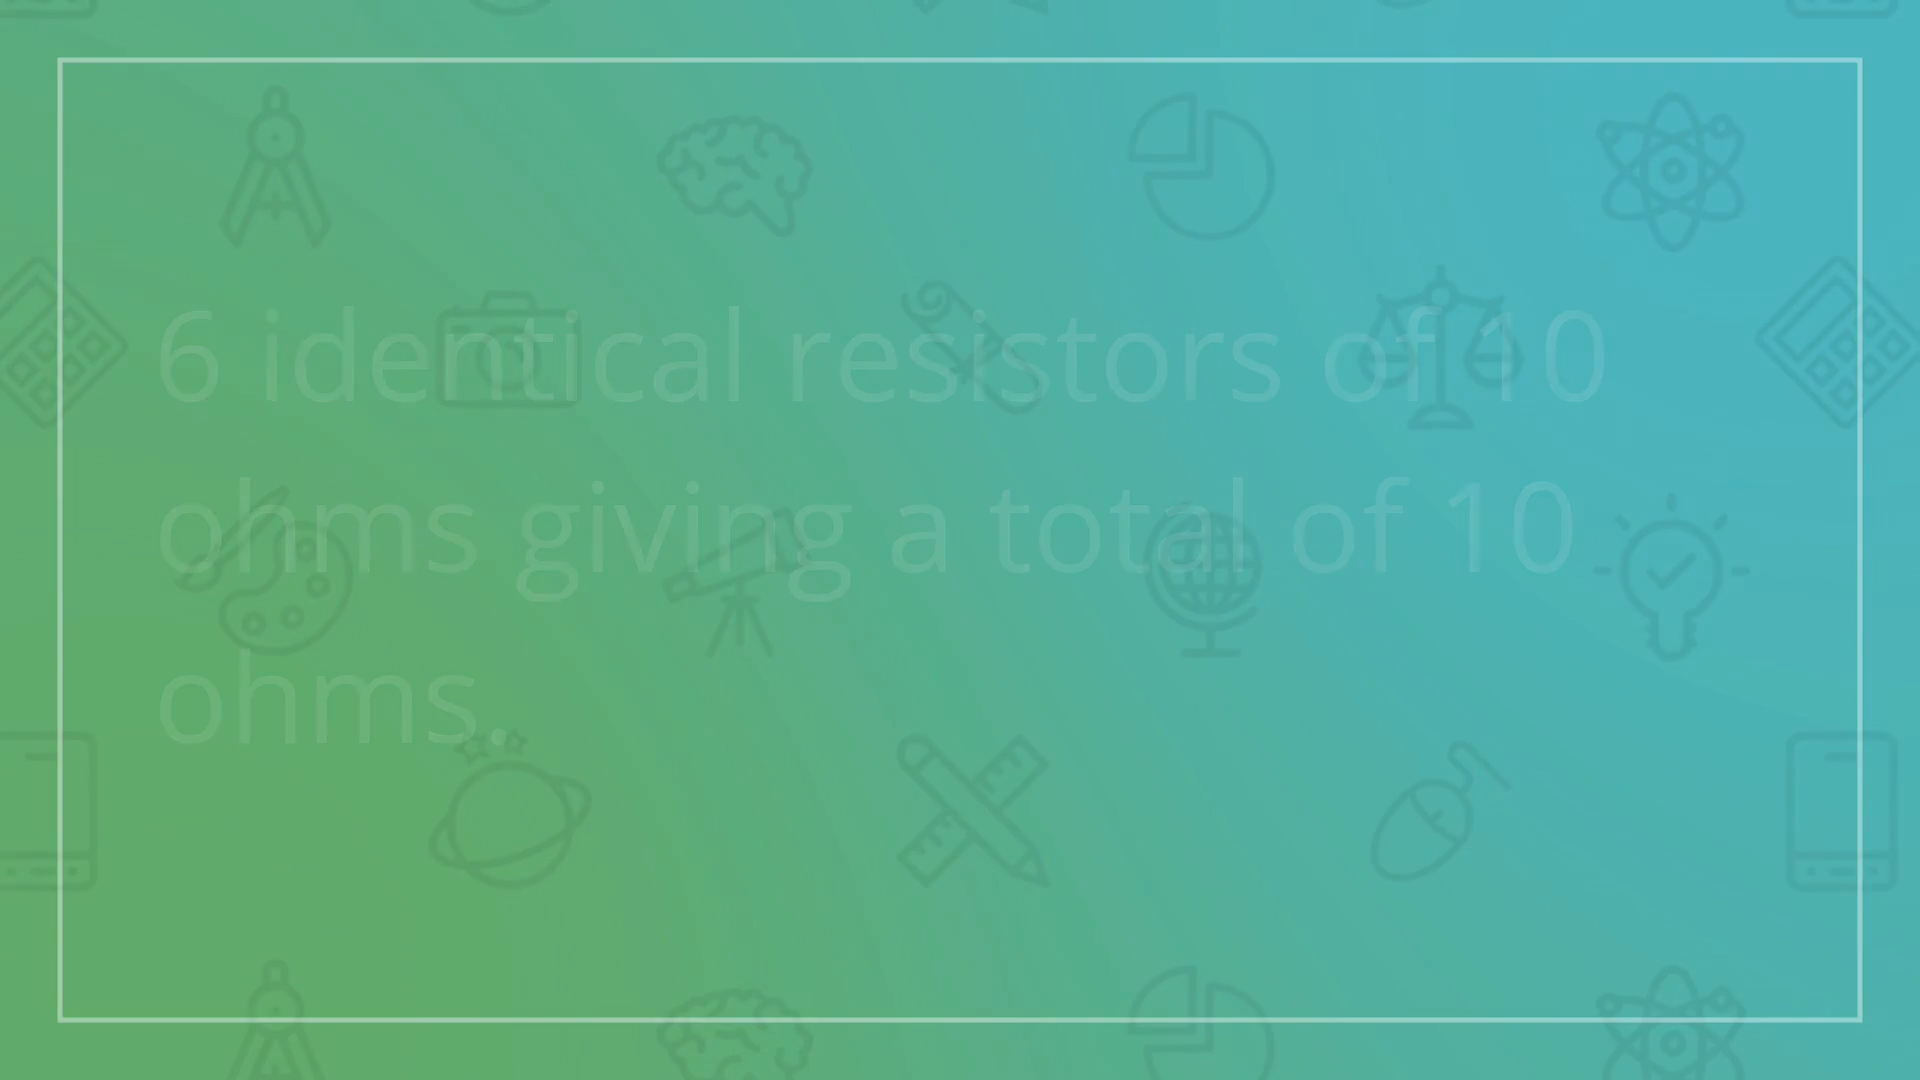 6 identical resistors of 10
ohms giving a total of 10
ohms.